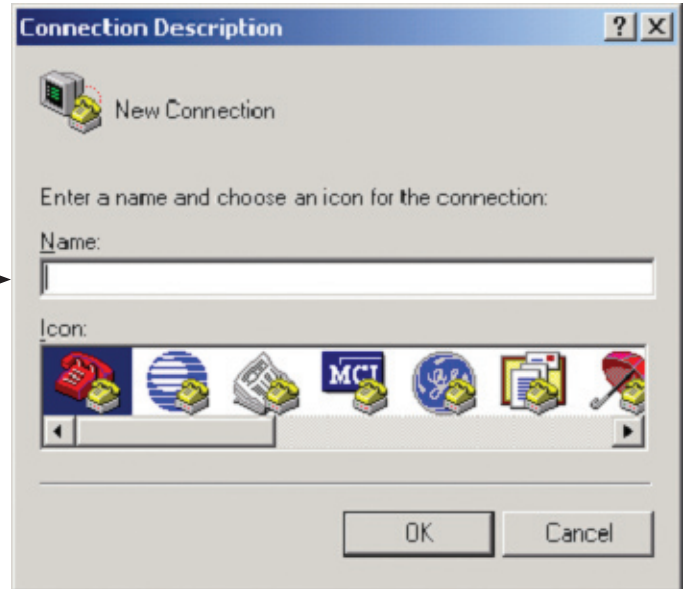 Connection Description
New Connection
Enter a name and choose an icon for the connection:
Name:
Icon:
MCI
OK
Cancel